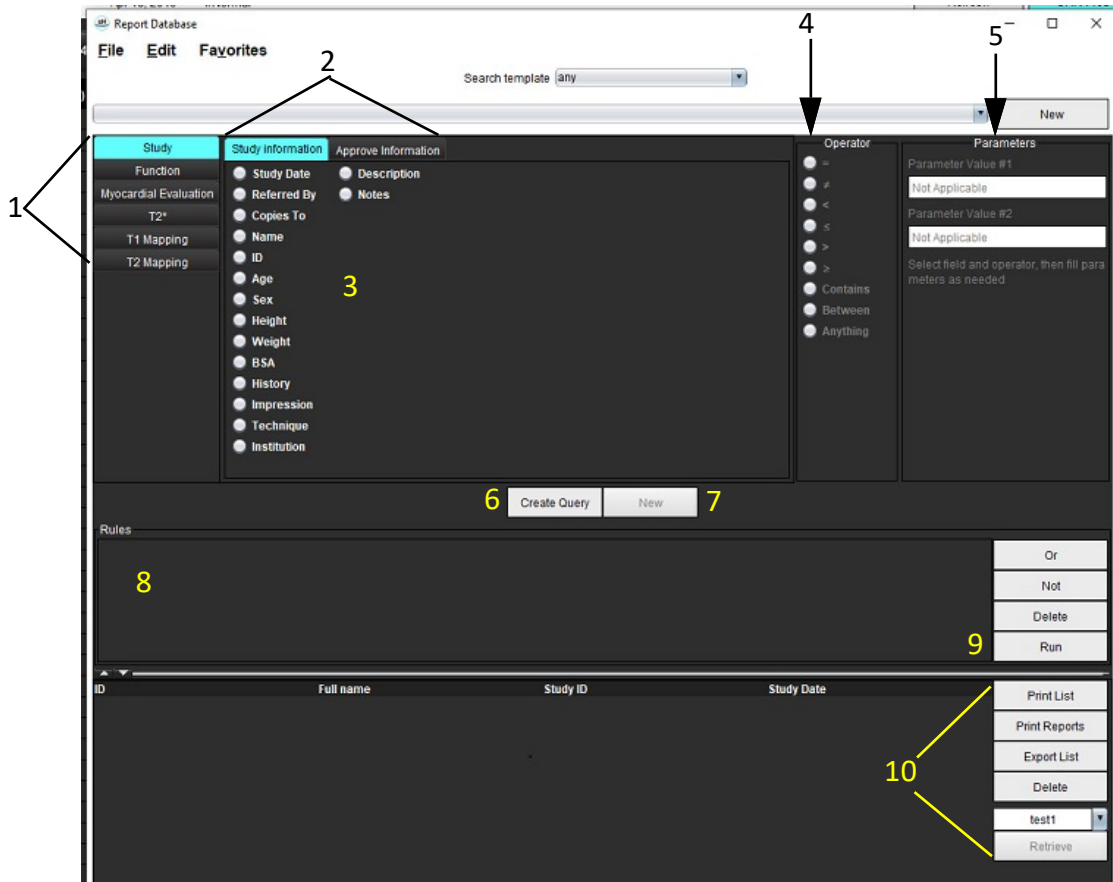 Report Database
File Edit Favorites
4
5
2
Search template any
New
1
Study
Function
Myocardial Evaluation
T2*
T1 Mapping
T2 Mapping
Study information Approve Information
Study Date Description
Referred By Notes
Copies To
Name
ID
Age
Sex
Height
Weight
BSA
History
Impression
Technique
Institution
3
Operator
=
≠
<
≤
>
≥
Contains
Between
Anything
Parameters
Parameter Value #1
Not Applicable
Parameter Value #2
Not Applicable
Select field and operator, then fill para
meters as needed
6 Create Query New 7
Rules
8
Or
Not
Delete
9 Run
ID Full name Study ID Study Date
Print List
Print Reports
Export List
10
Delete
test1
Retrieve